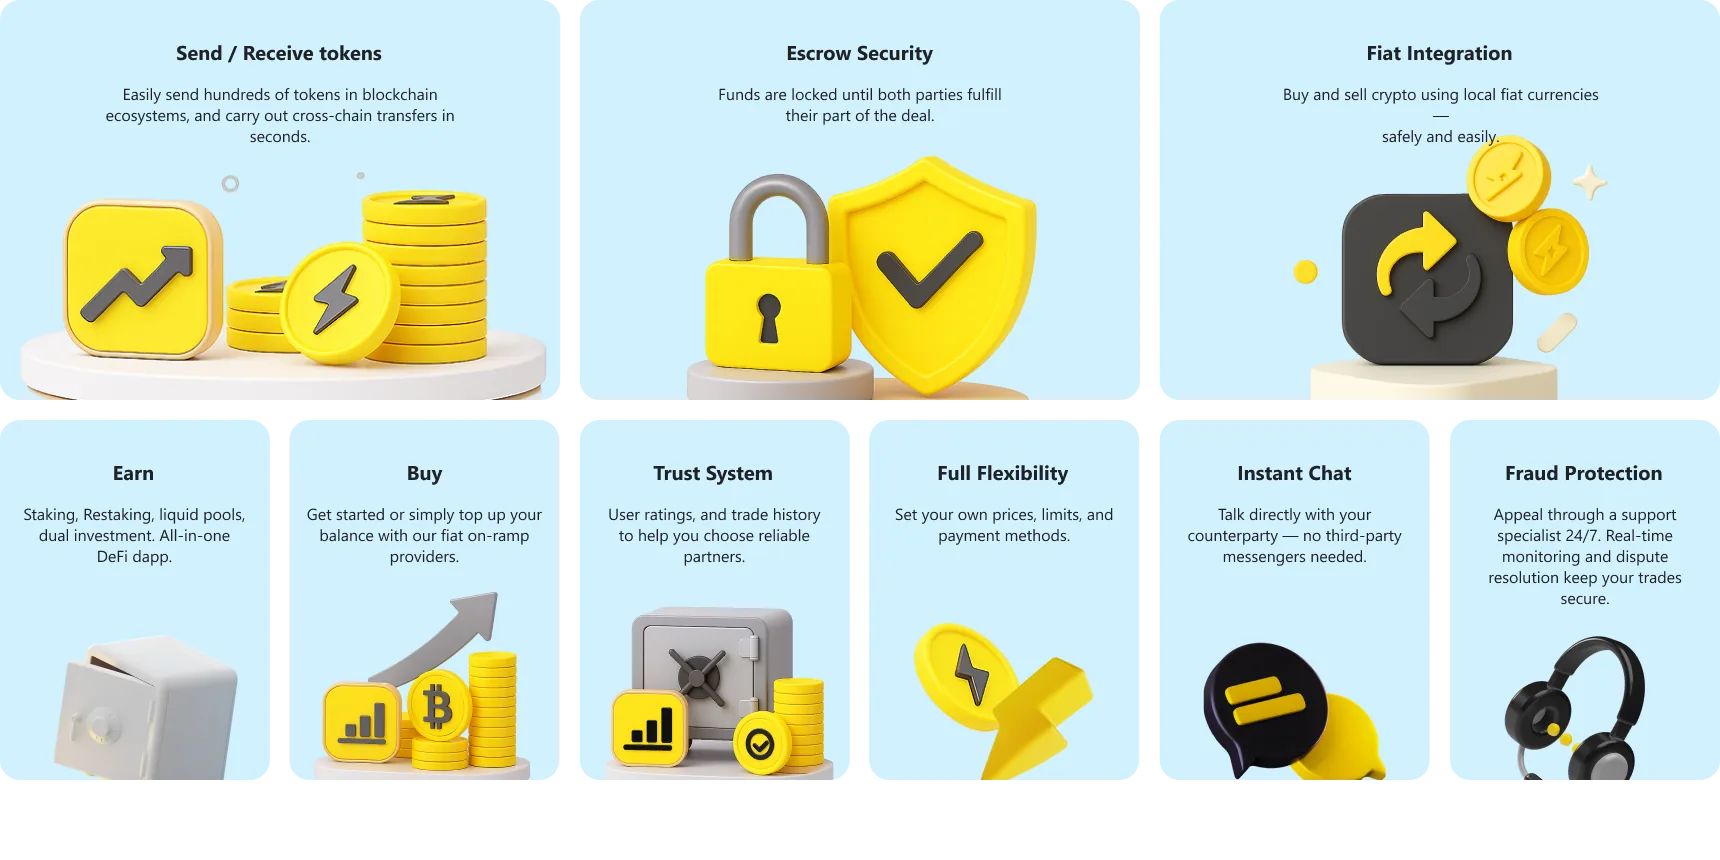 Send / Receive tokens
Easily send hundreds of tokens in blockchain
ecosystems, and carry out cross-chain transfers in
seconds.
Escrow Security
Funds are locked until both parties fulfill
their part of the deal.
Fiat Integration
Buy and sell crypto using local fiat currencies
—
safely and easily.
Earn
Staking, Restaking, liquid pools,
dual investment. All-in-one
DeFi dapp.
Buy
Get started or simply top up your
balance with our fiat on-ramp
providers.
Trust System
User ratings, and trade history
to help you choose reliable
partners.
Full Flexibility
Set your own prices, limits, and
payment methods.
Instant Chat
Talk directly with your
counterparty — no third-party
messengers needed.
Fraud Protection
Appeal through a support
specialist 24/7. Real-time
monitoring and dispute
resolution keep your trades
secure.